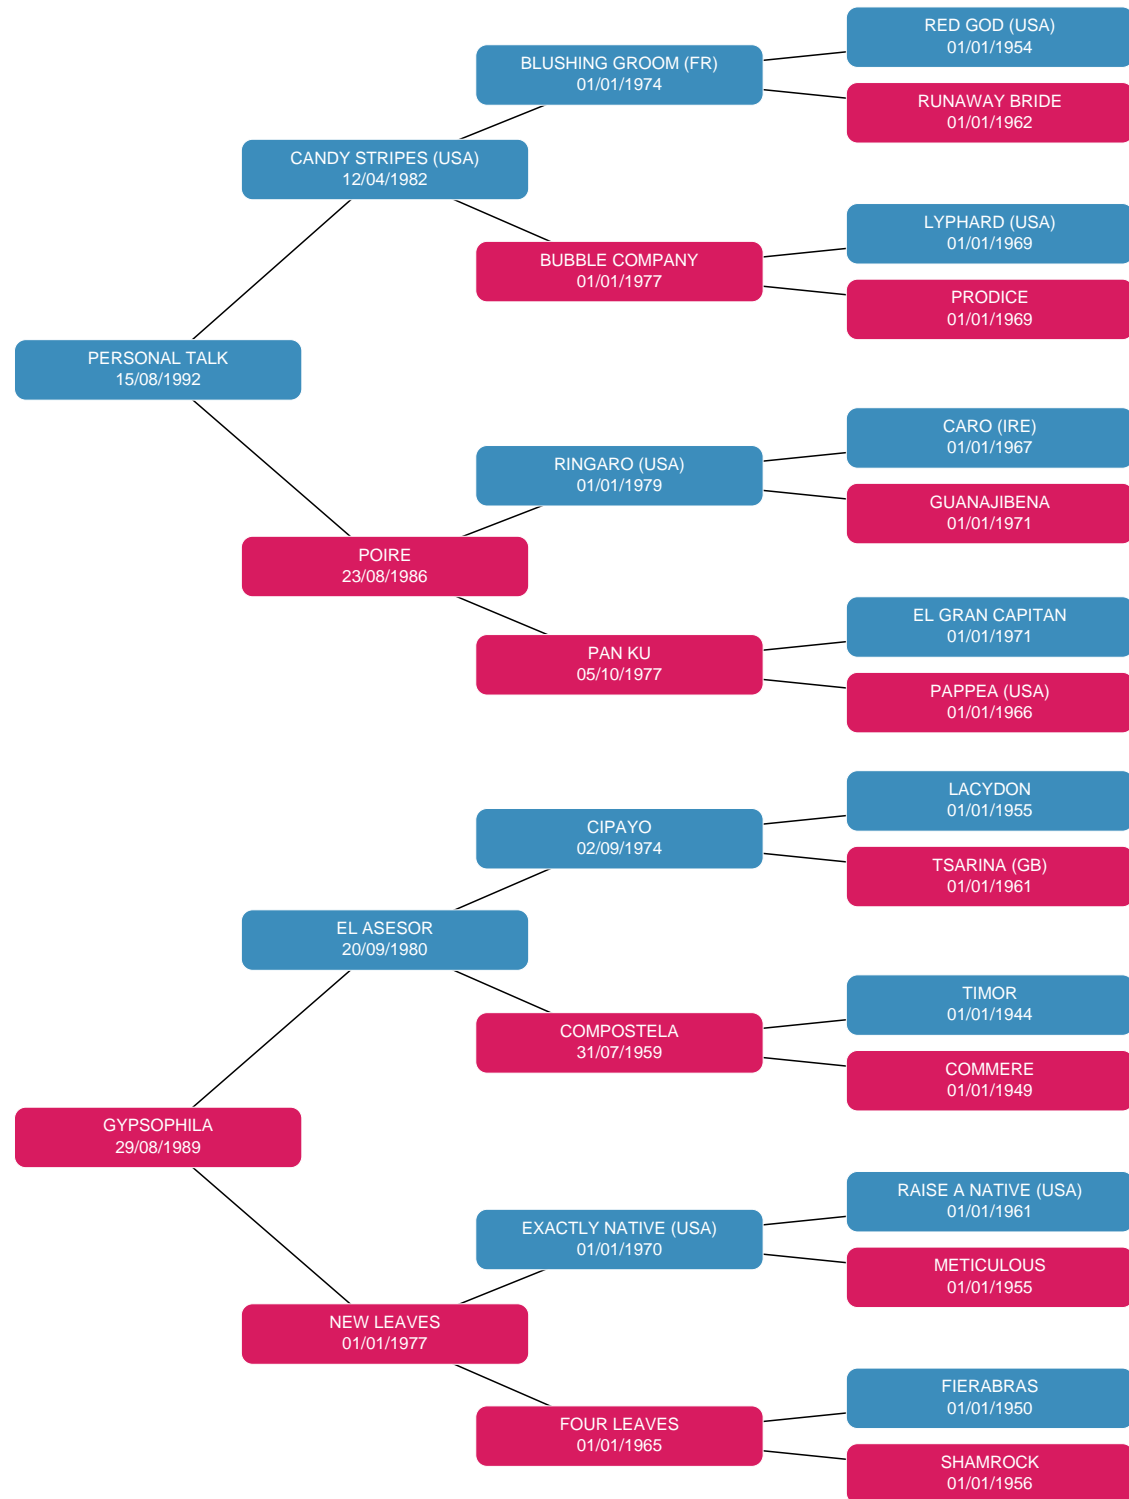 RED GOD (USA)
01/01/1954
BLUSHING GROOM (FR)
01/01/1974
RUNAWAY BRIDE
01/01/1962
CANDY STRIPES (USA)
12/04/1982
LYPHARD (USA)
01/01/1969
BUBBLE COMPANY
01/01/1977
PRODICE
01/01/1969
PERSONAL TALK
15/08/1992
CARO (IRE)
01/01/1967
RINGARO (USA)
01/01/1979
GUANAJIBENA
01/01/1971
POIRE
23/08/1986
EL GRAN CAPITAN
01/01/1971
PAN KU
05/10/1977
PAPPEA (USA)
01/01/1966
LACYDON
01/01/1955
CIPAYO
02/09/1974
TSARINA (GB)
01/01/1961
EL ASESOR
20/09/1980
TIMOR
01/01/1944
COMPOSTELA
31/07/1959
COMMERE
01/01/1949
GYPSOPHILA
29/08/1989
RAISE A NATIVE (USA)
01/01/1961
EXACTLY NATIVE (USA)
01/01/1970
METICULOUS
01/01/1955
NEW LEAVES
01/01/1977
FIERABRAS
01/01/1950
FOUR LEAVES
01/01/1965
SHAMROCK
01/01/1956